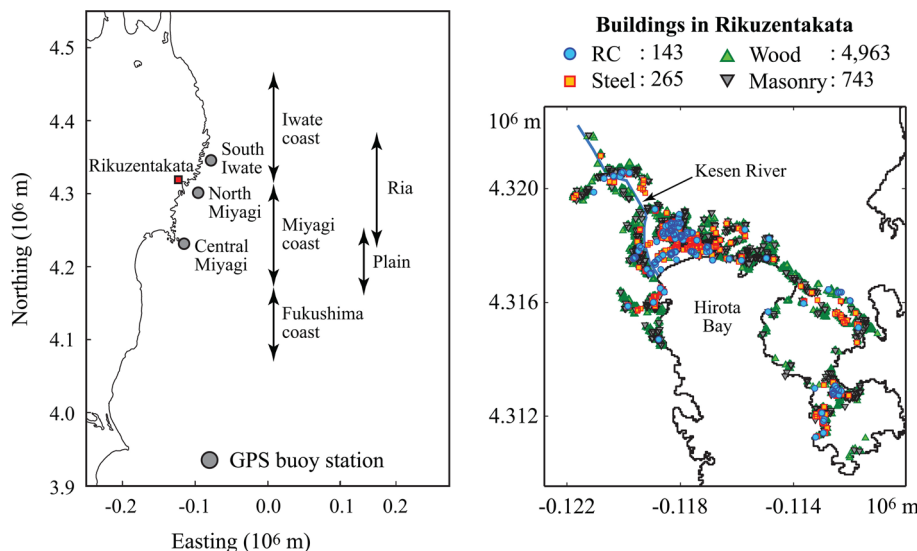 4.5
4.4
4.3
4.2
4.1
4.0
3.9
Northing (10⁶ m)
-0.2
-0.1
0.0
0.1
0.2
Easting (10⁶ m)
Rikuzentakata
South
Iwate
North
Miyagi
Central
Miyagi
Iwate
coast
Miyagi
coast
Fukushima
coast
Ria
Plain
GPS buoy station
Buildings in Rikuzentakata
RC : 143
Wood : 4,963
Steel : 265
Masonry : 743
10⁶ m
4.320
4.316
4.312
Kesen River
Hirota
Bay
-0.122
-0.118
-0.114
10⁶ m